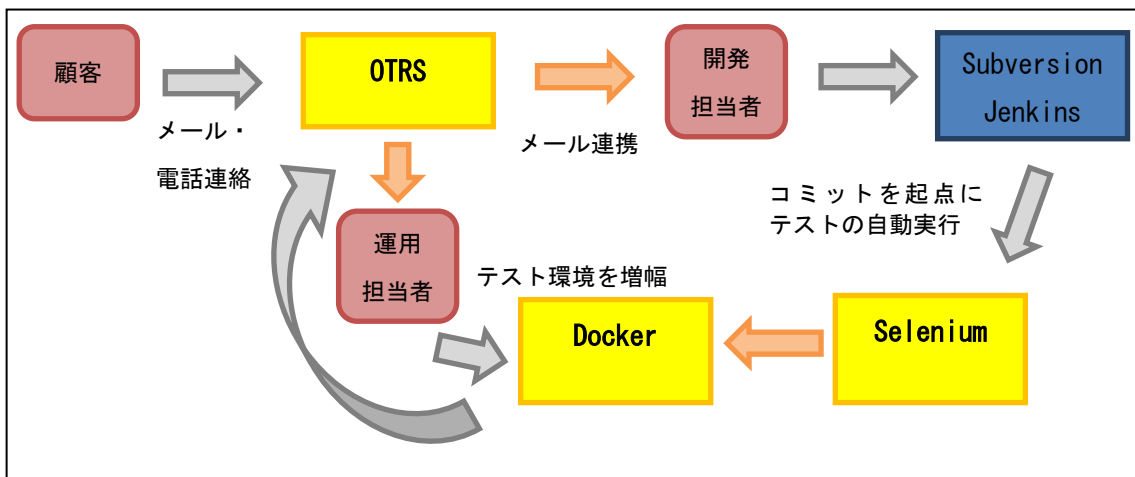 顧客
メール・
電話連絡
OTRS
メール連携
開発
担当者
Subversion
Jenkins
コミットを起点に
テストの自動実行
運用
担当者
テスト環境を増幅
Docker
Selenium